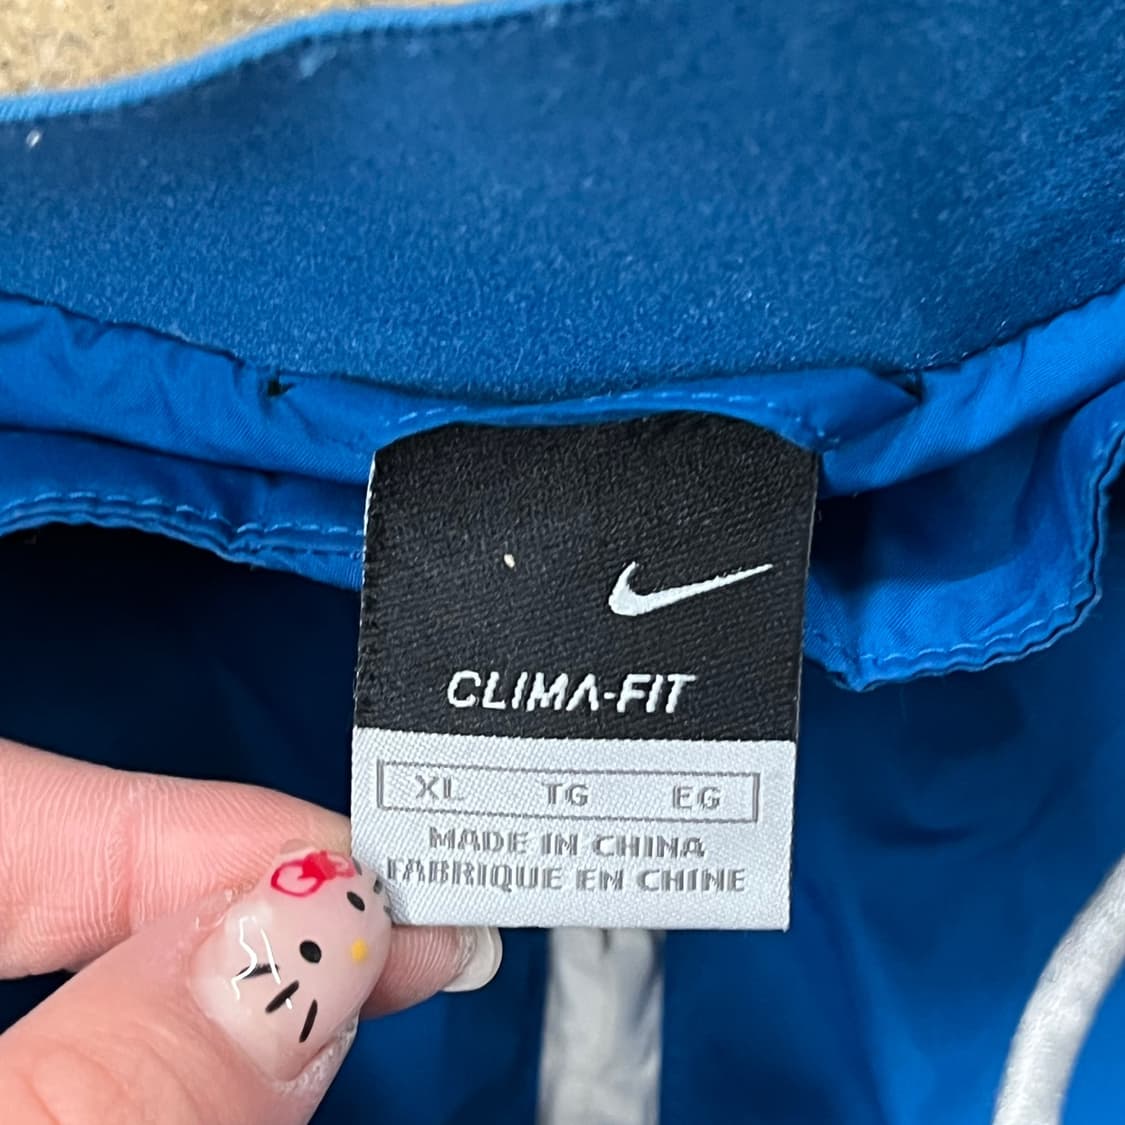 CLIMA-FIT
XL TG EG
MADE IN CHINA
FABRIQUE EN CHINE